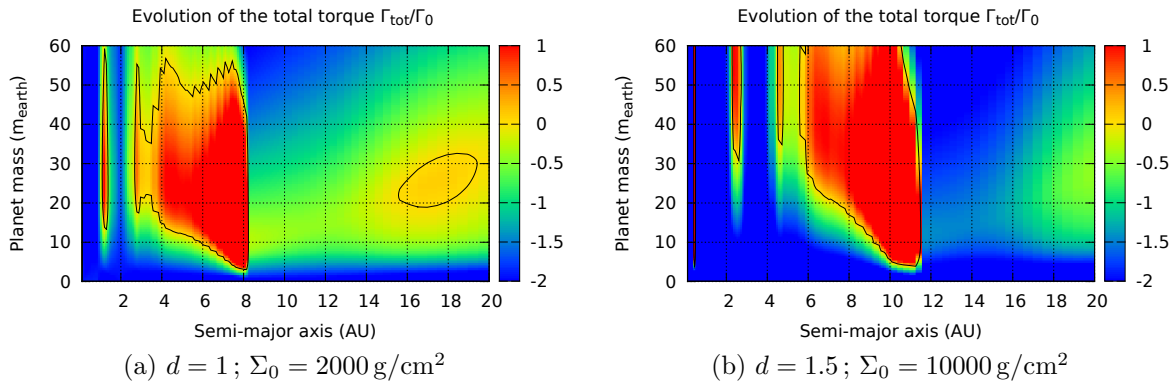 Evolution of the total torque Γtot/Γ0
Planet mass (mearth)
60
50
40
30
20
10
0
2 4 6 8 10 12 14 16 18 20
Semi-major axis (AU)
1
0.5
0
-0.5
-1
-1.5
-2
(a) d = 1 ; Σ0 = 2000 g/cm²
Evolution of the total torque Γtot/Γ0
Planet mass (mearth)
60
50
40
30
20
10
0
2 4 6 8 10 12 14 16 18 20
Semi-major axis (AU)
1
0.5
0
-0.5
-1
-1.5
-2
(b) d = 1.5 ; Σ0 = 10000 g/cm²